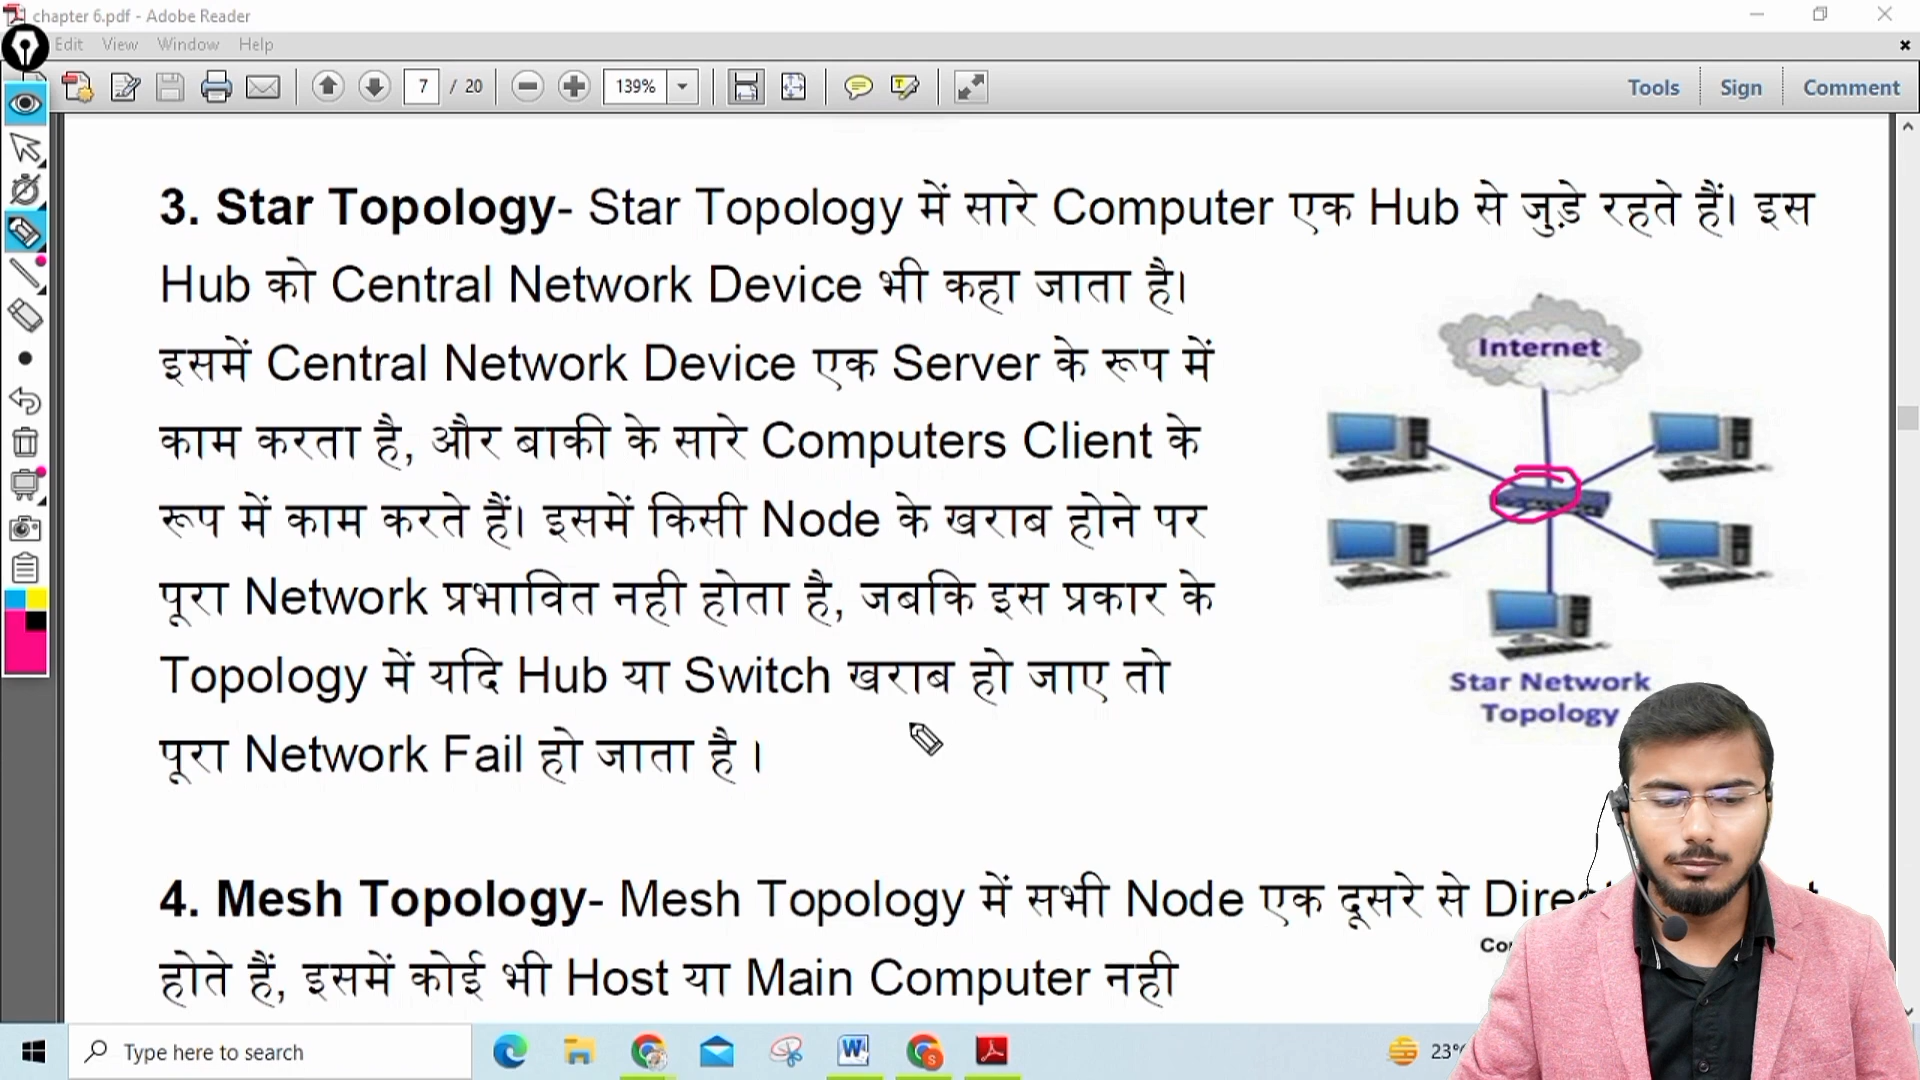 chapter 6.pdf - Adobe Reader
Edit View Window Help
7 / 20 139% Tools Sign Comment
3. Star Topology- Star Topology में सारे Computer एक Hub से जुड़े रहते हैं। इस
Hub को Central Network Device भी कहा जाता है।
इसमें Central Network Device एक Server के रूप में
काम करता है, और बाकी के सारे Computers Client के
रूप में काम करते हैं। इसमें किसी Node के खराब होने पर
पूरा Network प्रभावित नही होता है, जबकि इस प्रकार के
Topology में यदि Hub या Switch खराब हो जाए तो
पूरा Network Fail हो जाता है ।
Internet
Star Network
Topology
4. Mesh Topology- Mesh Topology में सभी Node एक दूसरे से
होते हैं, इसमें कोई भी Host या Main Computer नही
Type here to search
23°